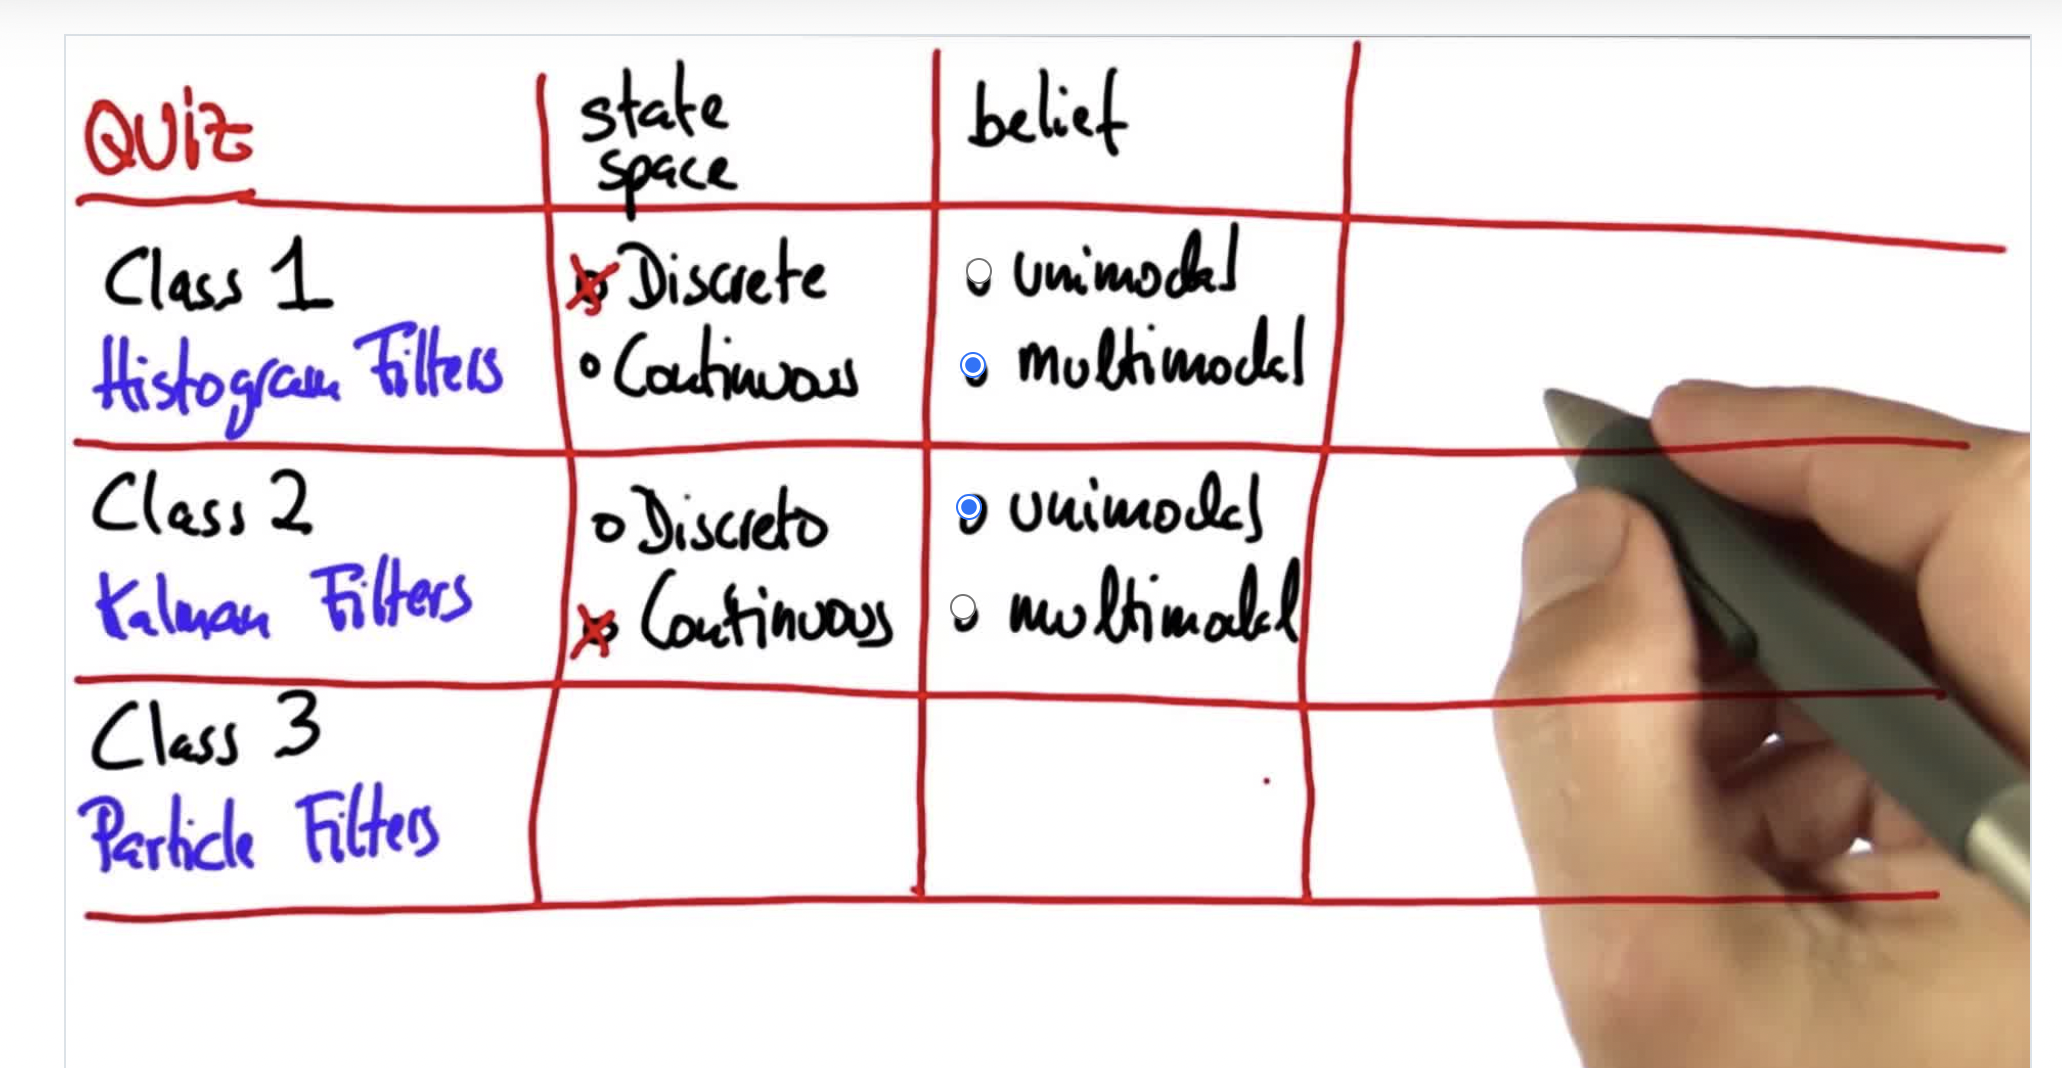 QUIZ
state
space
belief
Class 1
Histogram Filters
Discrete
Continuous
unimodal
multimodal
Class 2
Kalman Filters
Discrete
Continuous
unimodal
multimodal
Class 3
Particle Filters